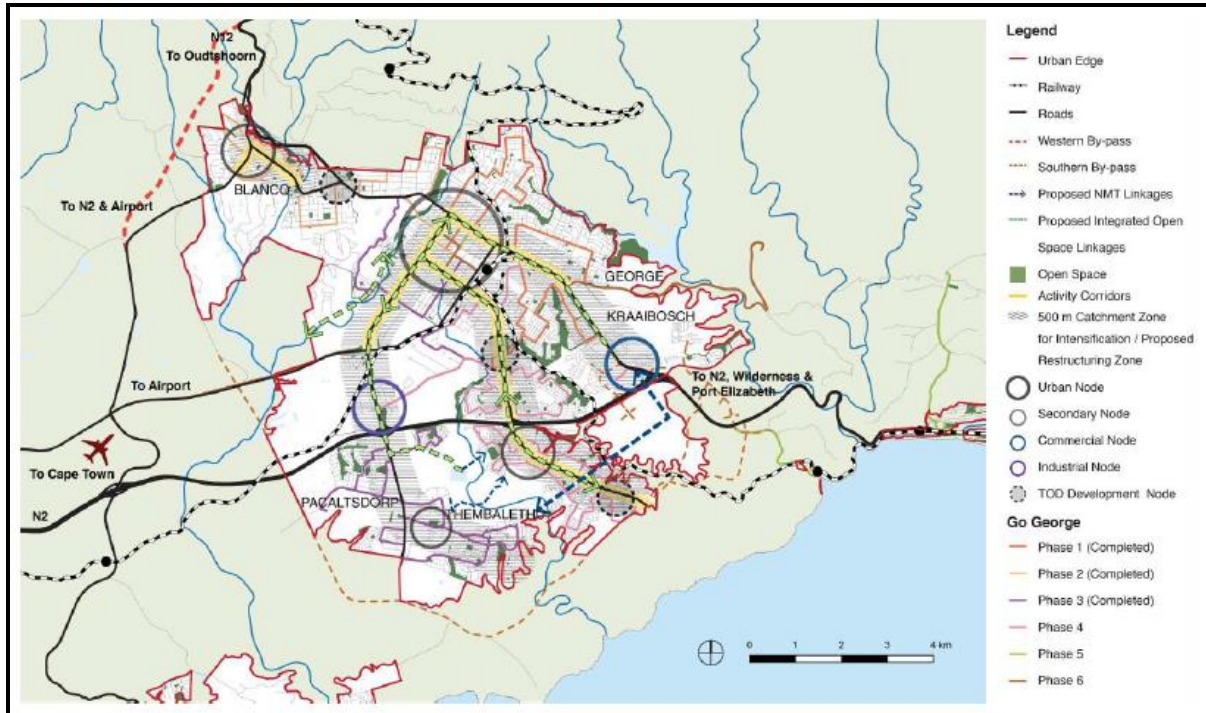 N12
To Oudtshoorn
BLANCO
To N2 & Airport
GEORGE
KRAAIBOSCH
To N2, Wilderness &
Port Elizabeth
To Airport
To Cape Town
N2
PACALTSDORP
THEMBALETHU
0 1 2 3 4 km
Legend
Urban Edge
Railway
Roads
Western By-pass
Southern By-pass
Proposed NMT Linkages
Proposed Integrated Open
Space Linkages
Open Space
Activity Corridors
500 m Catchment Zone
for Intensification / Proposed
Restructuring Zone
Urban Node
Secondary Node
Commercial Node
Industrial Node
TOD Development Node
Go George
Phase 1 (Completed)
Phase 2 (Completed)
Phase 3 (Completed)
Phase 4
Phase 5
Phase 6